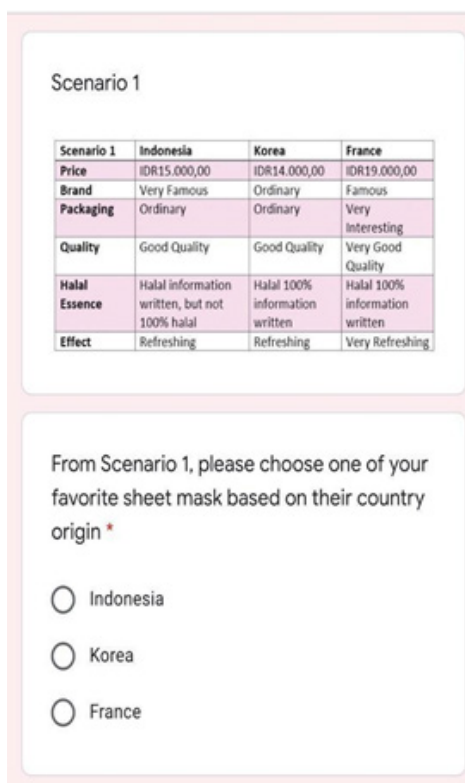 Scenario 1
Scenario 1 Indonesia Korea France
Price IDR15.000,00 IDR14.000,00 IDR19.000,00
Brand Very Famous Ordinary Famous
Packaging Ordinary Ordinary Very
Interesting
Quality Good Quality Good Quality Very Good
Quality
Halal Halal information Halal 100% Halal 100%
Essence written, but not information information
100% halal written written
Effect Refreshing Refreshing Very Refreshing
From Scenario 1, please choose one of your
favorite sheet mask based on their country
origin *
Indonesia
Korea
France